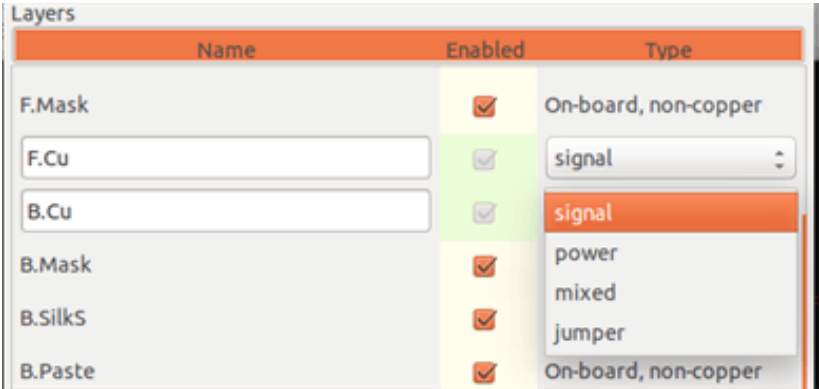 Layers
Name Enabled Type
F.Mask On-board, non-copper
F.Cu signal
B.Cu signal
power
B.Mask mixed
B.SilkS jumper
B.Paste On-board, non-copper